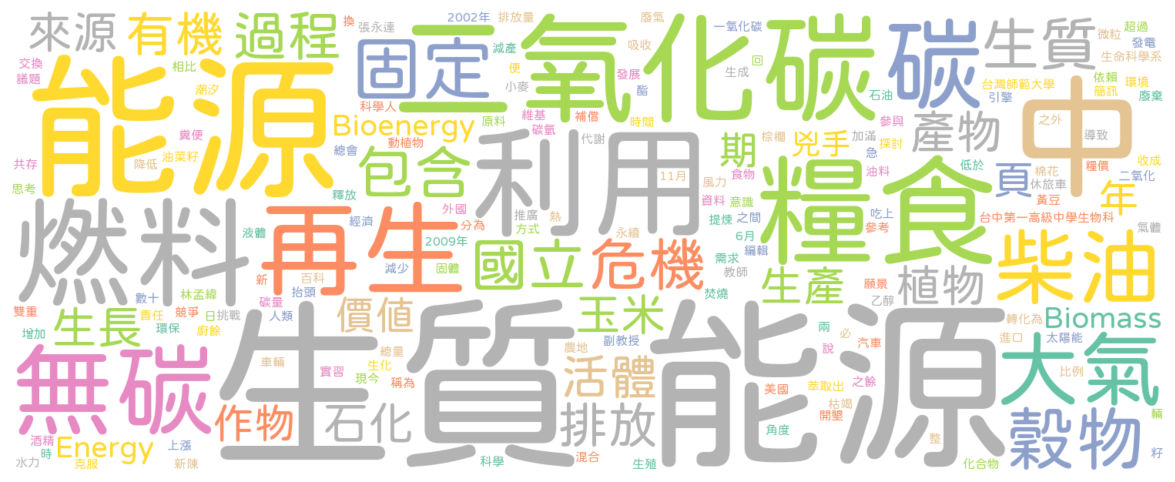 生質能源
能源
二氧化碳
糧食
利用
燃料
再生
中
碳
固定
無碳
大氣
柴油
穀物
來源
有機
過程
生質
產物
包含
Bioenergy
國立
危機
期
兇手
頁
年
生產
植物
Biomass
玉米
價值
生長
活體
排放
石化
作物
Energy
張永達
2002年
排放量
廢氣
一氧化碳
換
交換
議題
相比
潮汐
糞便
油菜籽
共存
思考
降低
總會
科學人
動植物
減產
便
小麥
原料
維基
碳氫
吸收
發展
酯
補償
時間
生成
回
代謝
棕櫚
石油
台灣師範大學
引擎
微粒
超過
發電
生命科學系
依賴
簡訊
環境
廢棄
之外
導致
加滿
參與
急
探討
油料
低於
食物
11月
風力
資料
意識
提煉
之間
6月
編輯
吃上
參考
台中第一高級中學生物科
棉花
休旅車
黃豆
糧價
收成
二氧化
氣體
釋放
經濟
外國
分為
2009年
液體
減少
固體
推廣
方式
熱
永續
需求
教師
焚燒
願景
乙醇
新
百科
碳量
抬頭
人類
林孟緯
數十
責任
競爭
日
挑戰
環保
廚餘
雙重
增加
車輛
總量
生化
現今
稱為
實習
副教授
農地
兩
必
說
汽車
之餘
轉化為
進口
太陽能
比例
美國
萃取出
枯竭
開墾
角度
整
輛
籽
化合物
酒精
時
水力
克服
上漲
新陳
科學
混合
生殖